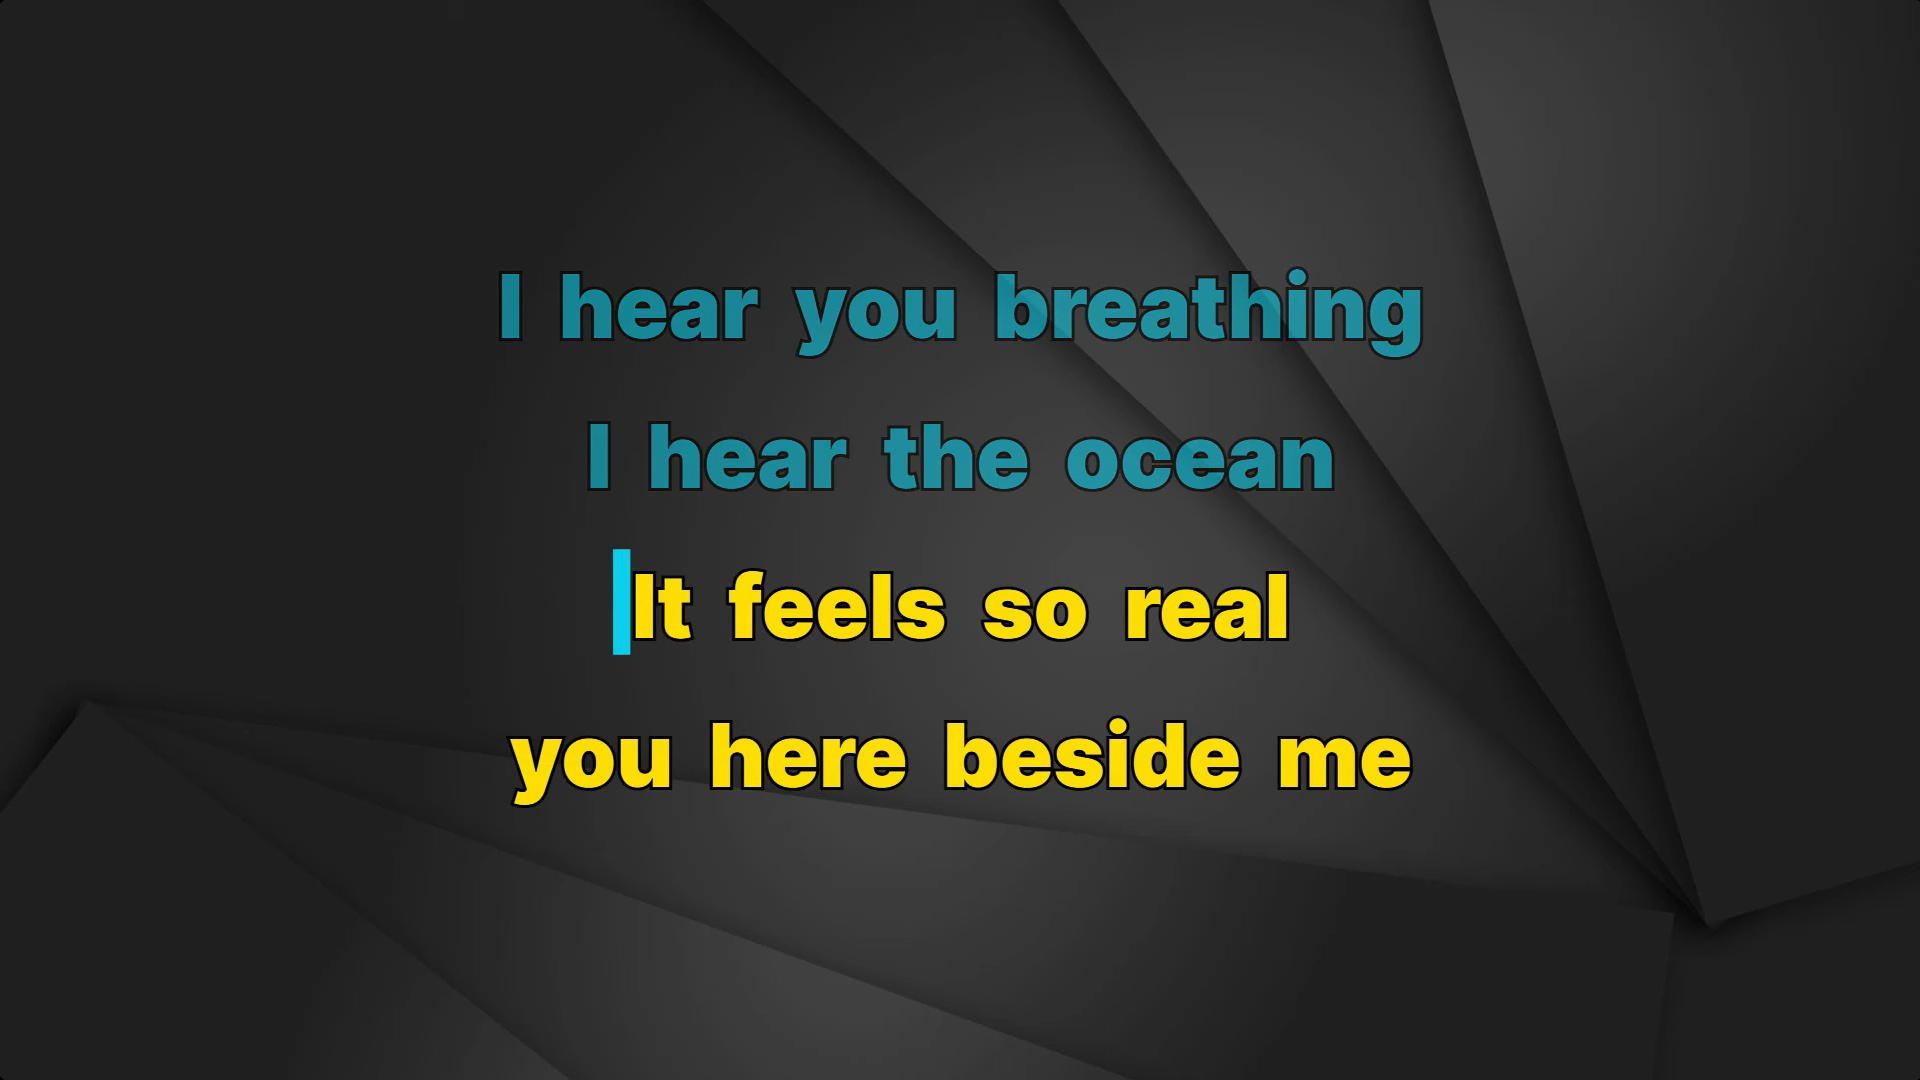 I hear you breathing
I hear the ocean
It feels so real
you here beside me